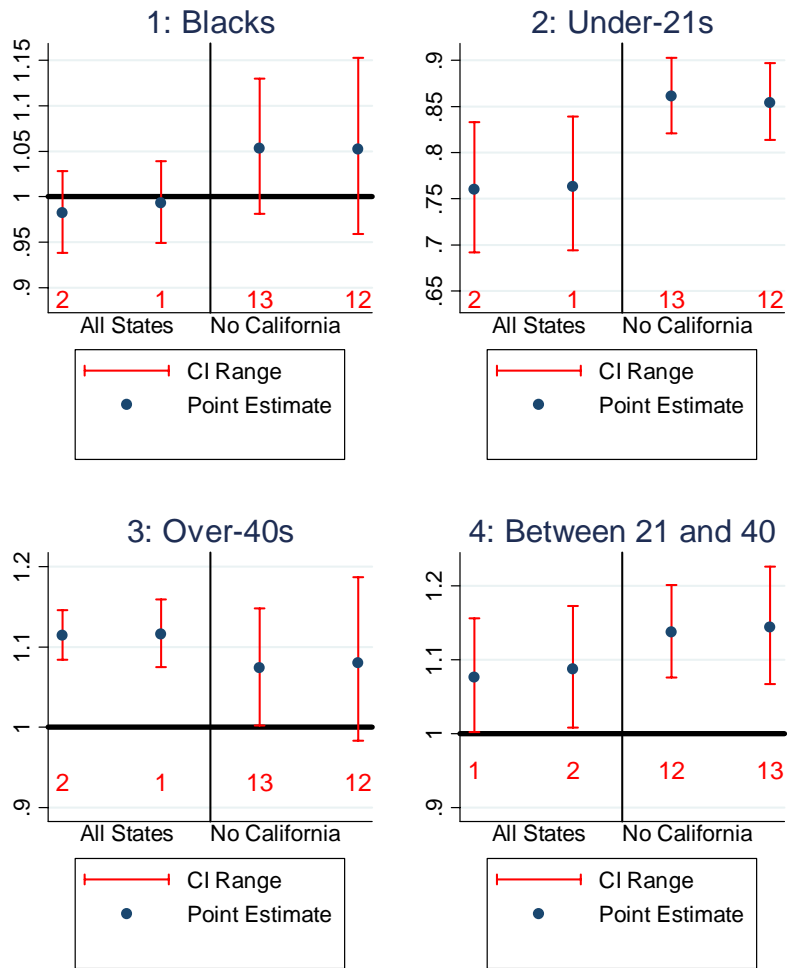 1: Blacks
1.15
1.1
1.05
1
.95
.9
2 1 13 12
All States No California
CI Range
Point Estimate
2: Under-21s
.9
.85
.8
.75
.7
.65
2 1 13 12
All States No California
CI Range
Point Estimate
3: Over-40s
1.2
1.1
1
.9
2 1 13 12
All States No California
CI Range
Point Estimate
4: Between 21 and 40
1.2
1.1
1
.9
1 2 12 13
All States No California
CI Range
Point Estimate